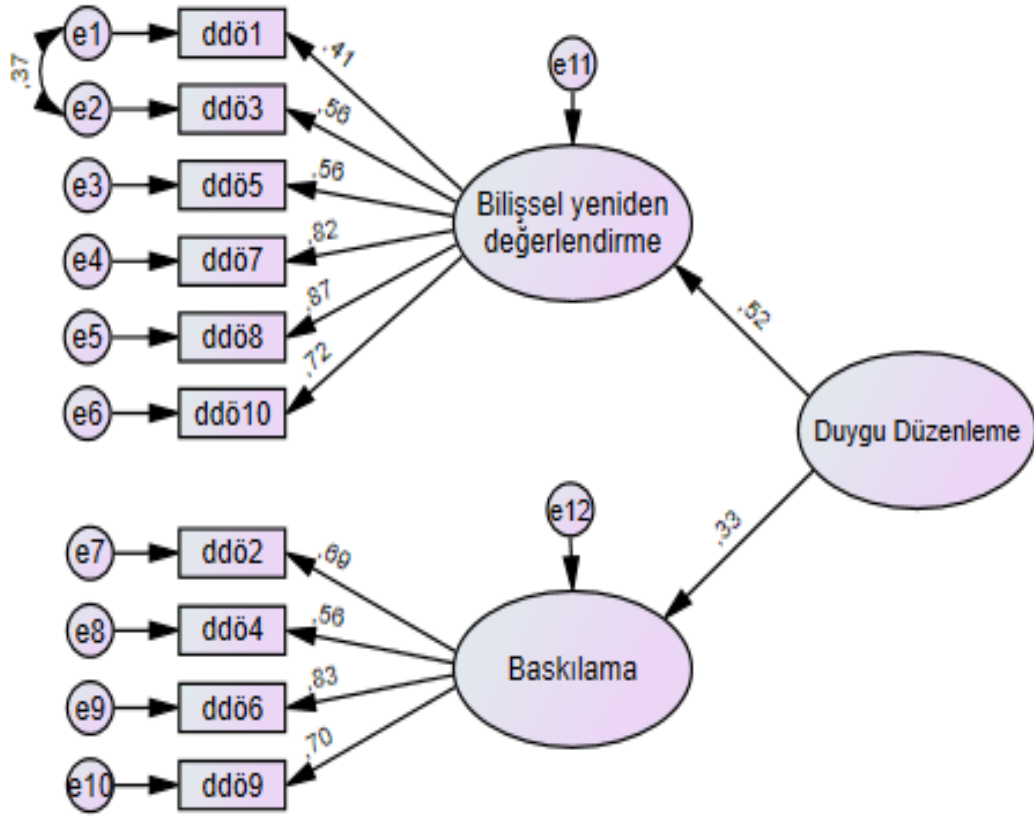 e1
ddö1
,41
,37
e2
ddö3
,56
e3
ddö5
,56
e4
ddö7
,82
e5
ddö8
,87
e6
ddö10
,72
e11
Bilişsel yeniden
değerlendirme
,52
Duygu Düzenleme
,33
e7
ddö2
,69
e8
ddö4
,56
e9
ddö6
,83
e10
ddö9
,70
e12
Baskılama